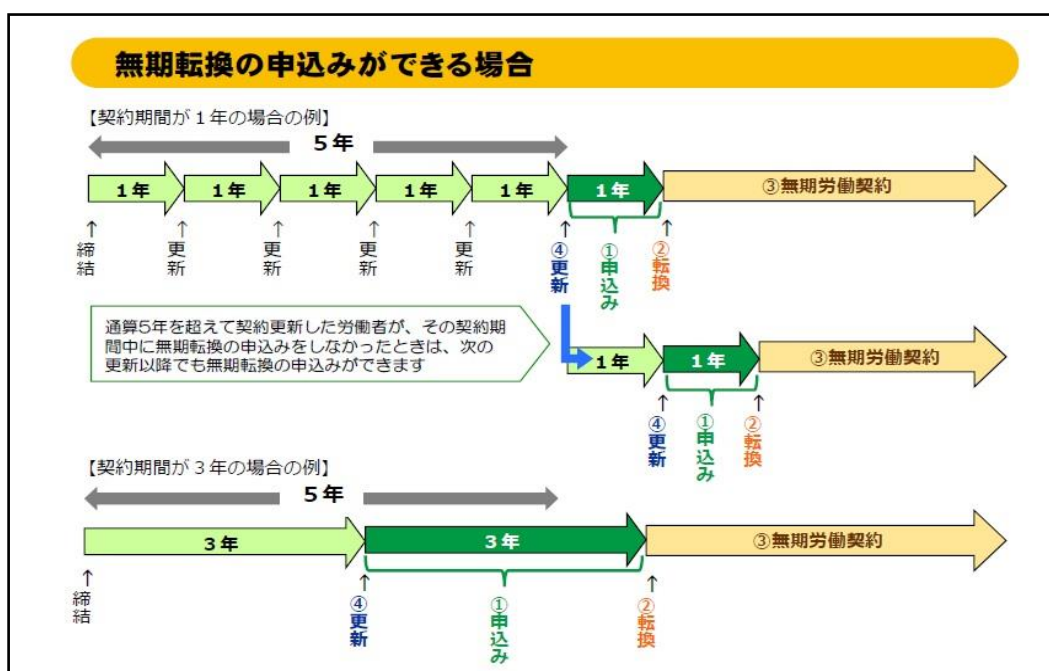 無期転換の申込みができる場合
【契約期間が１年の場合の例】
５年
１年 １年 １年 １年 １年 １年 ③無期労働契約
↑ ↑ ↑ ↑ ↑ ↑ ↑
締結 更新 更新 更新 更新 ④更新 ①申込み ②転換
通算5年を超えて契約更新した労働者が、その契約期
間中に無期転換の申込みをしなかったときは、次の
更新以降でも無期転換の申込みができます
１年 １年 ③無期労働契約
↑ ↑
④更新 ①申込み ②転換
【契約期間が３年の場合の例】
５年
３年 ３年 ③無期労働契約
↑ ↑ ↑
締結 ④更新 ①申込み ②転換